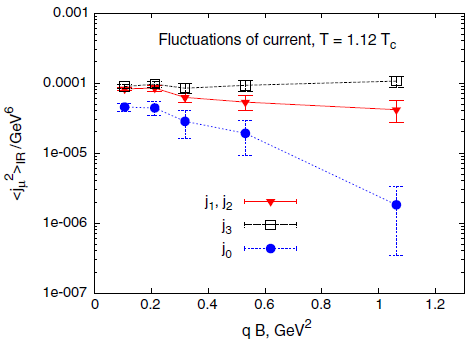 0.001
Fluctuations of current, T = 1.12 T_c
0.0001
<j_μ^2>_IR/GeV^6
1e-005
j_1, j_2
j_3
1e-006
j_0
1e-007
0 0.2 0.4 0.6 0.8 1 1.2
q B, GeV^2